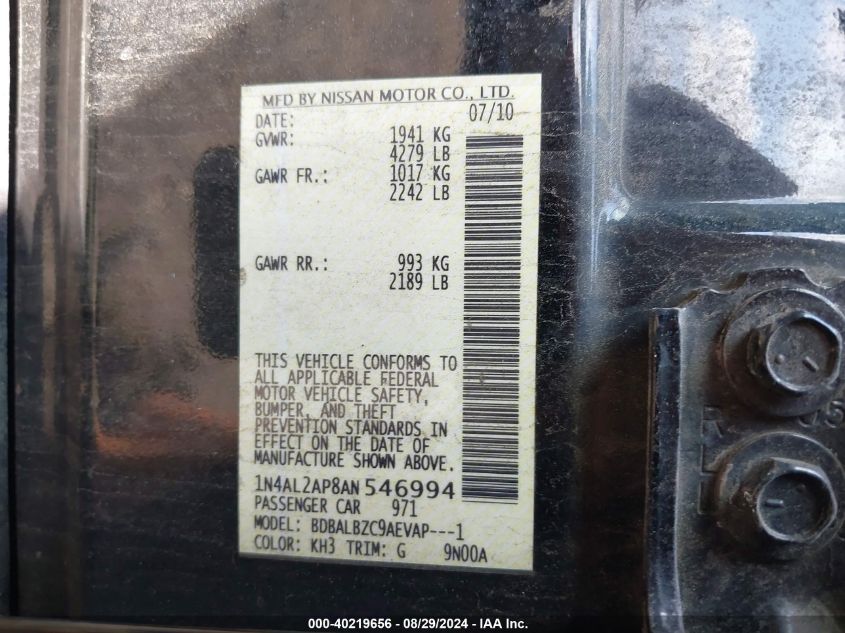 MFD BY NISSAN MOTOR CO., LTD.
DATE: 07/10
GVWR: 1941 KG
4279 LB
GAWR FR.: 1017 KG
2242 LB
GAWR RR.: 993 KG
2189 LB
THIS VEHICLE CONFORMS TO
ALL APPLICABLE FEDERAL
MOTOR VEHICLE SAFETY,
BUMPER, AND THEFT
PREVENTION STANDARDS IN
EFFECT ON THE DATE OF
MANUFACTURE SHOWN ABOVE.
1N4AL2AP8AN 546994
PASSENGER CAR 971
MODEL: BDBALBZC9AEVAP---1
COLOR: KH3 TRIM: G 9N00A
000-40219656 - 08/29/2024 - IAA Inc.